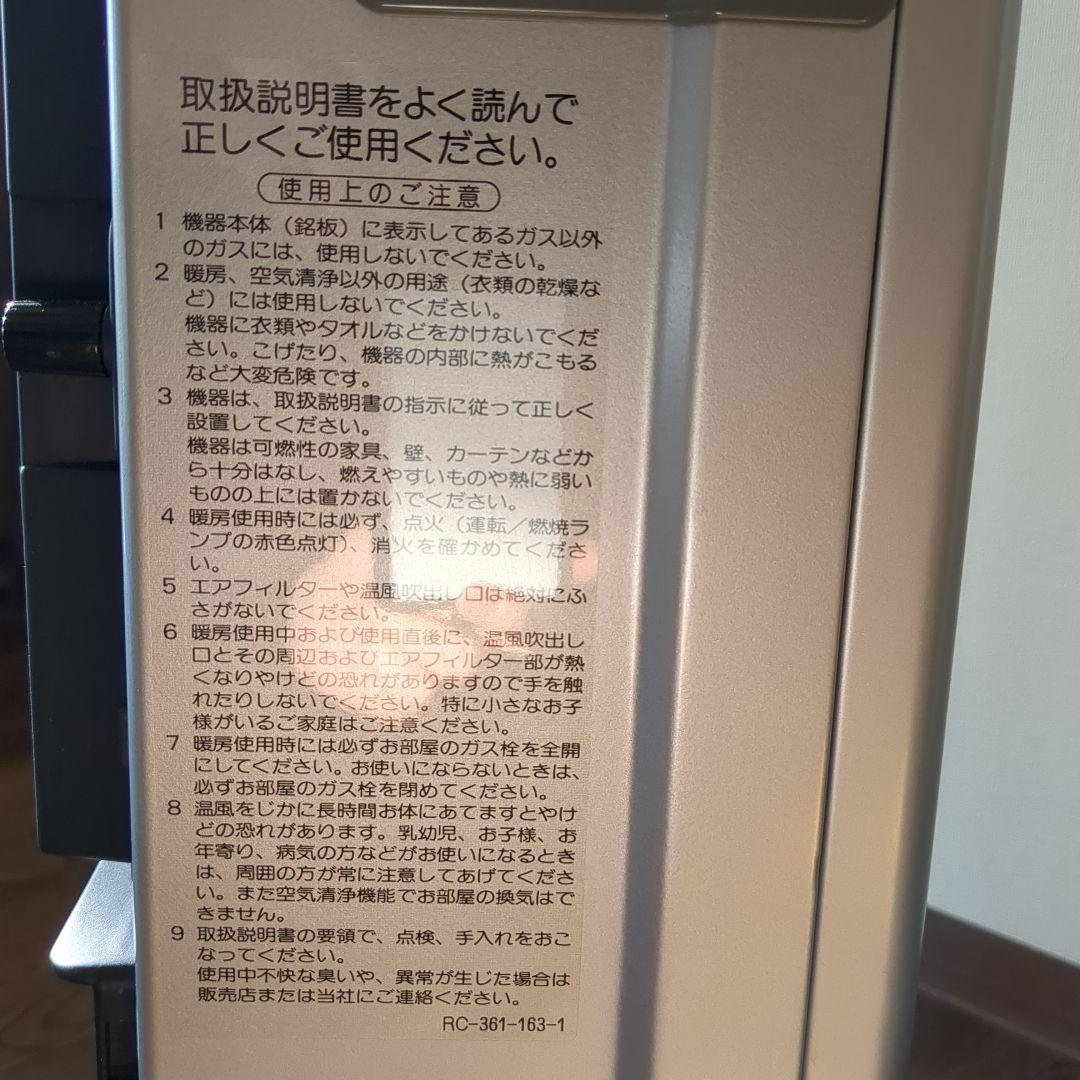 取扱説明書をよく読んで
正しくご使用ください。
使用上のご注意
1 機器本体（銘板）に表示してあるガス以外
のガスには、使用しないでください。
2 暖房、空気清浄以外の用途（衣類の乾燥な
ど）には使用しないでください。
機器に衣類やタオルなどをかけないでくだ
さい。こげたり、機器の内部に熱がこもる
など大変危険です。
3 機器は、取扱説明書の指示に従って正しく
設置してください。
機器は可燃性の家具、壁、カーテンなどか
ら十分はなし、燃えやすいものや熱に弱い
ものの上には置かないでください。
4 暖房使用時には必ず、点火（運転／燃焼ラ
ンプの赤色点灯）、消火を確かめてくださ
い。
5 エアフィルターや温風吹出し口は絶対にふ
さがないでください。
6 暖房使用中および使用直後に、温風吹出し
口とその周辺およびエアフィルター部が熱
くなりやけどの恐れがありますので手を触
れたりしないでください。特に小さなお子
様がいるご家庭はご注意ください。
7 暖房使用時には必ずお部屋のガス栓を全開
にしてください。お使いにならないときは、
必ずお部屋のガス栓を閉めてください。
8 温風をじかに長時間お体にあてますとやけ
どの恐れがあります。乳幼児、お子様、お
年寄り、病気の方などがお使いになるとき
は、周囲の方が常に注意してあげてくださ
い。また空気清浄機能でお部屋の換気はで
きません。
9 取扱説明書の要領で、点検、手入れをおこ
なってください。
使用中不快な臭いや、異常が生じた場合は
販売店または当社にご連絡ください。
RC-361-163-1